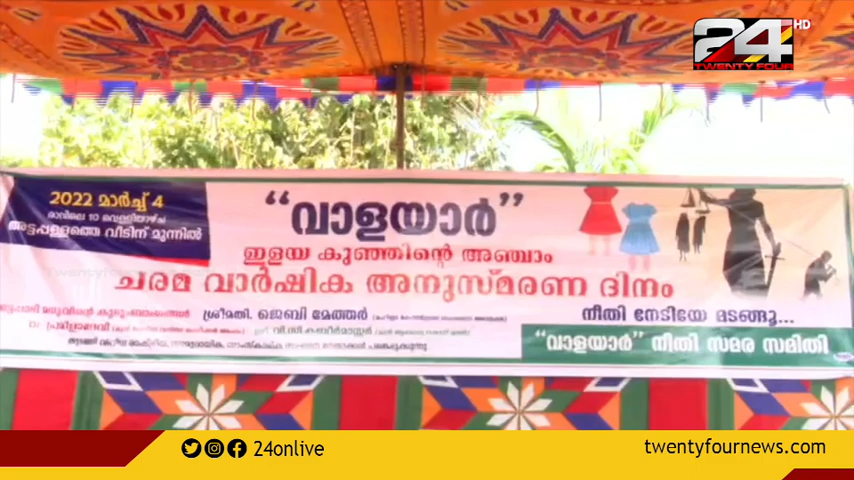 24 HD
TWENTY FOUR
2022 മാർച്ച് 4
രാവിലെ 10 വെള്ളിയാഴ്ച
അട്ടപ്പള്ളത്തെ വീടിന് മുന്നിൽ
“വാളയാർ”
ഇളയ കുഞ്ഞിന്റെ അഞ്ചാം
ചരമ വാർഷിക അനുസ്മരണ ദിനം
ശ്രീമതി. ജെബി മേത്തർ
നീതി നേടിയേ മടങ്ങൂ...
“വാളയാർ” നീതി സമര സമിതി
24onlive
twentyfournews.com